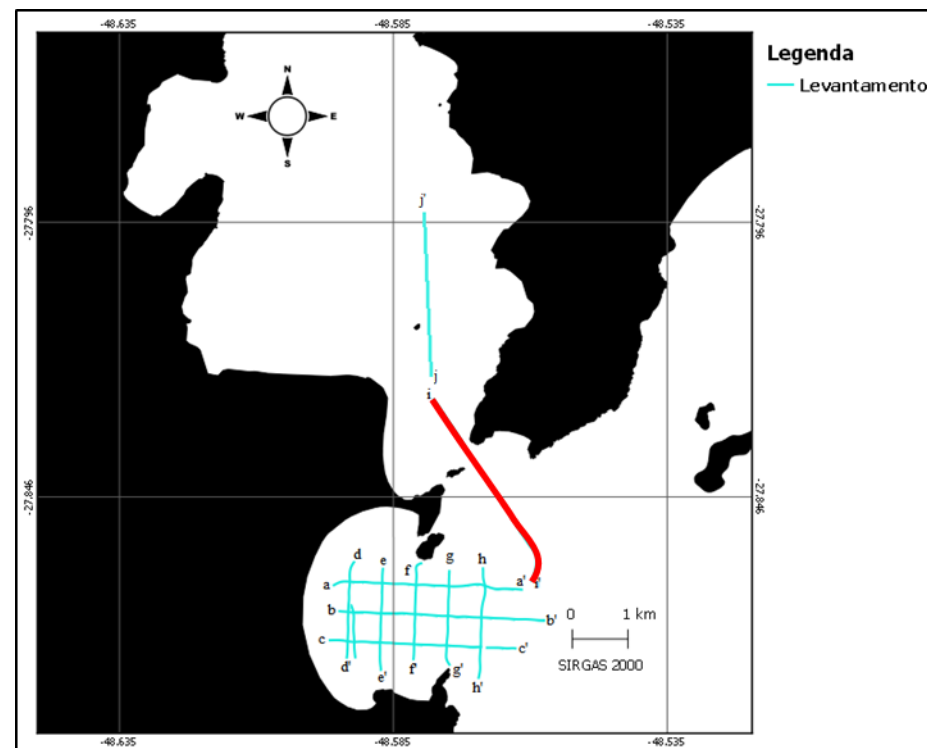 -48.635
-48.585
-48.535
Legenda
Levantamento
N
W
E
S
j'
-27.796
-27.796
j
i
-27.846
-27.846
d
e
f
g
h
a
a'
i'
b
b'
c
c'
d'
e'
f'
g'
h'
0
1 km
SIRGAS 2000
-48.635
-48.585
-48.535